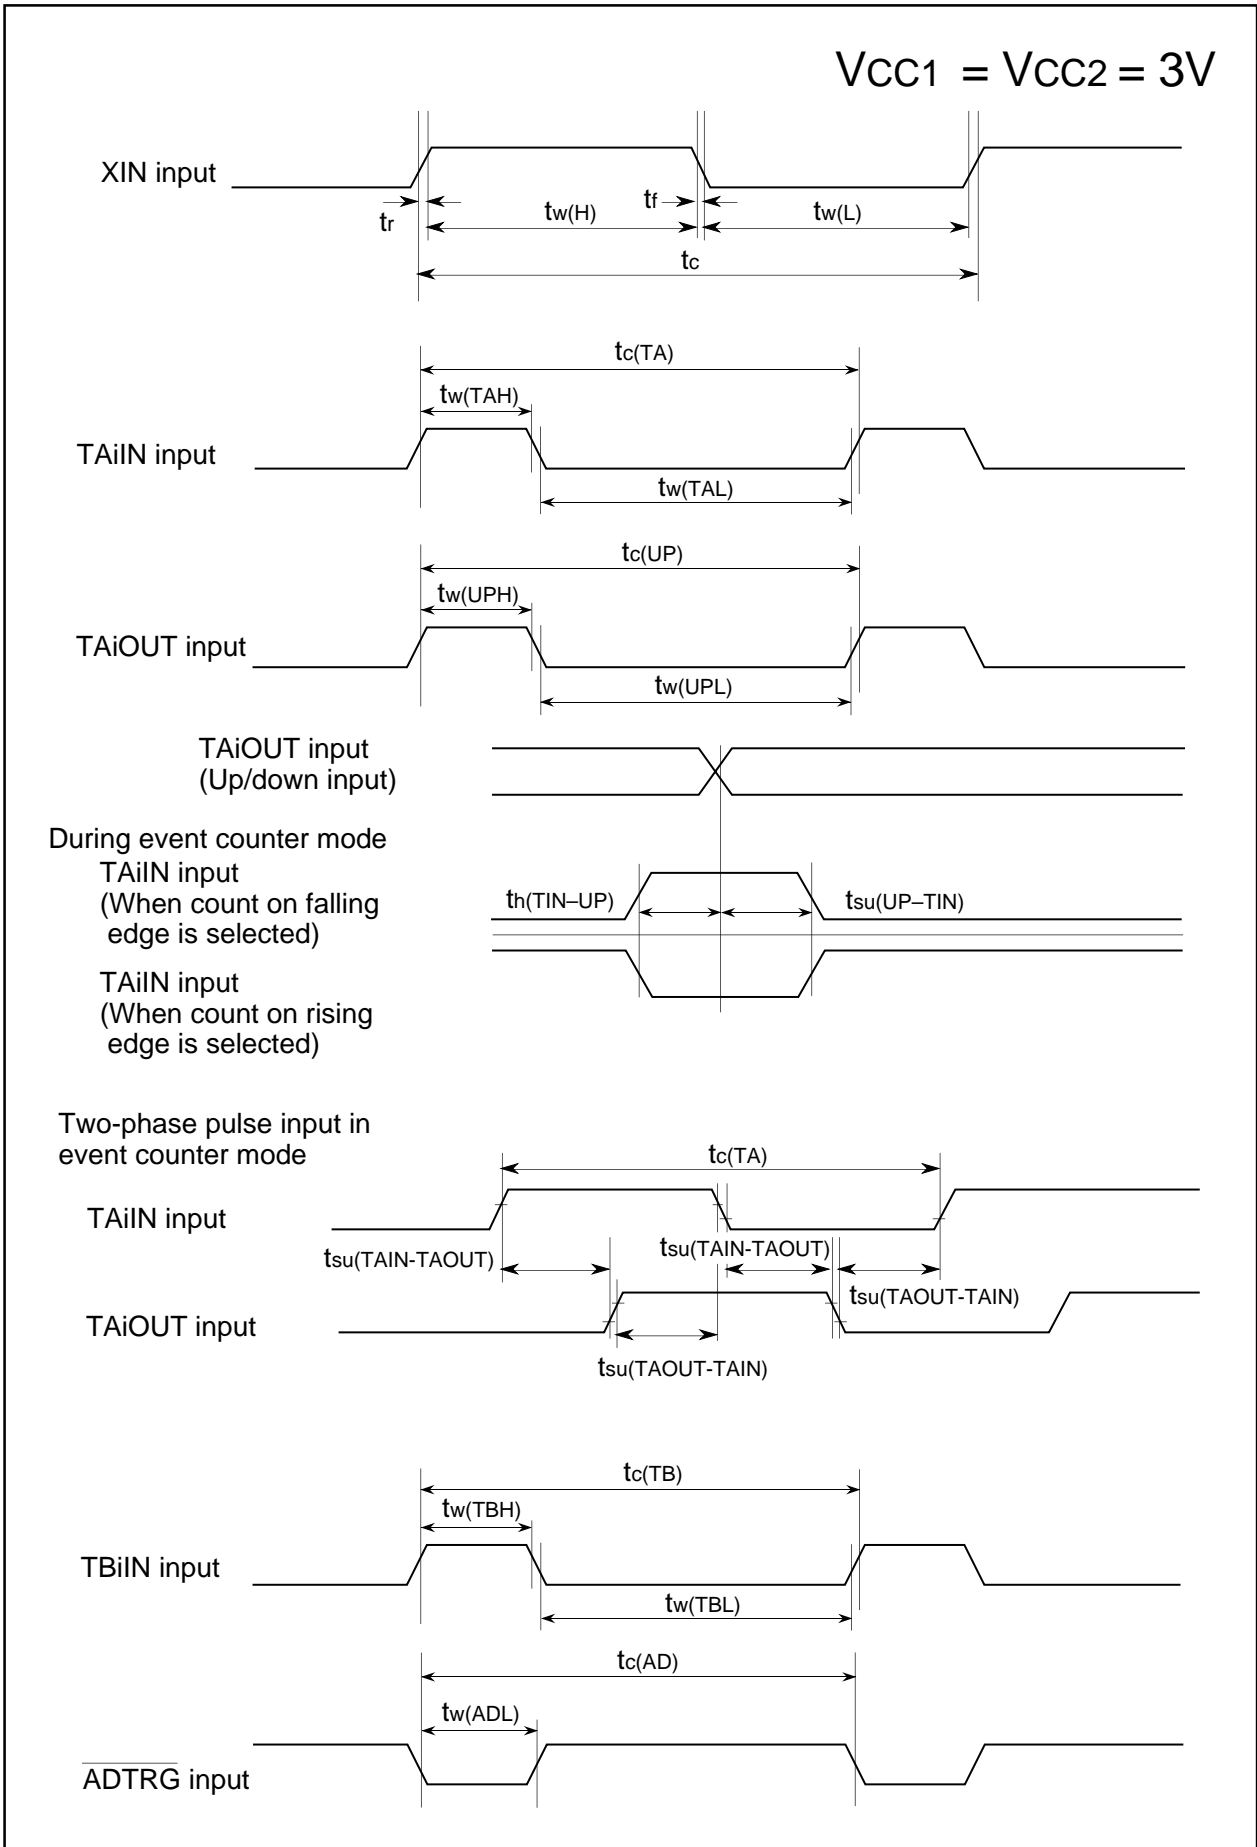 VCC1 = VCC2 = 3V
XIN input
tr
tw(H)
tf
tw(L)
tc
tc(TA)
tw(TAH)
TAiIN input
tw(TAL)
tc(UP)
tw(UPH)
TAiOUT input
tw(UPL)
TAiOUT input
(Up/down input)
During event counter mode
TAiIN input
(When count on falling
edge is selected)
th(TIN–UP)
tsu(UP–TIN)
TAiIN input
(When count on rising
edge is selected)
Two-phase pulse input in
event counter mode
tc(TA)
TAiIN input
tsu(TAIN-TAOUT)
tsu(TAIN-TAOUT)
tsu(TAOUT-TAIN)
TAiOUT input
tsu(TAOUT-TAIN)
tc(TB)
tw(TBH)
TBiIN input
tw(TBL)
tc(AD)
tw(ADL)
ADTRG input